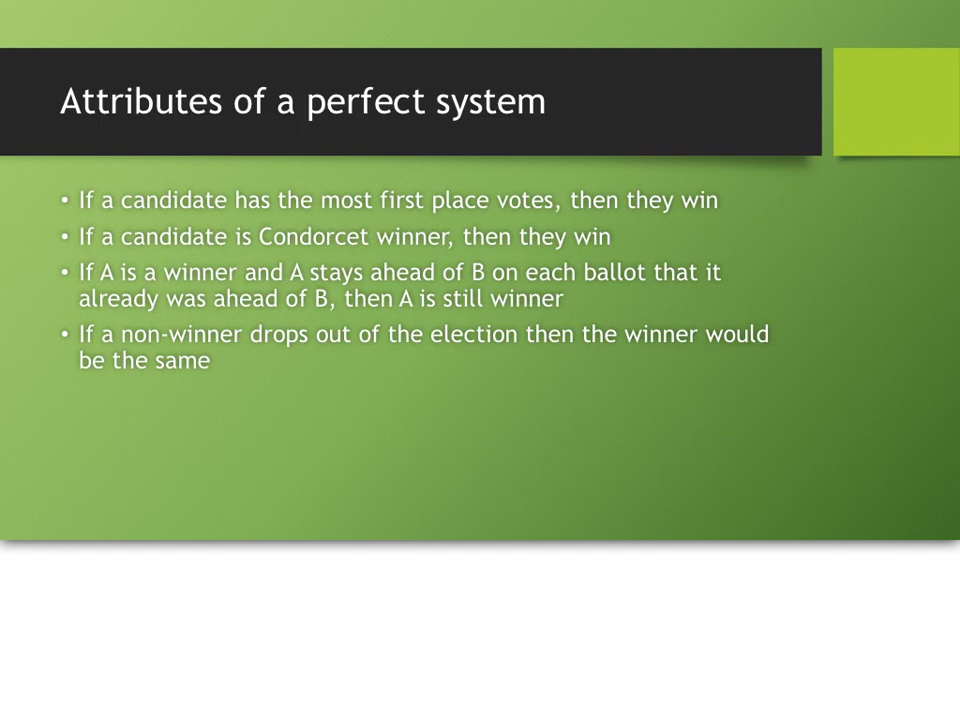 Attributes of a perfect system
• If a candidate has the most first place votes, then they win
• If a candidate is Condorcet winner, then they win
• If A is a winner and A stays ahead of B on each ballot that it
already was ahead of B, then A is still winner
• If a non-winner drops out of the election then the winner would
be the same